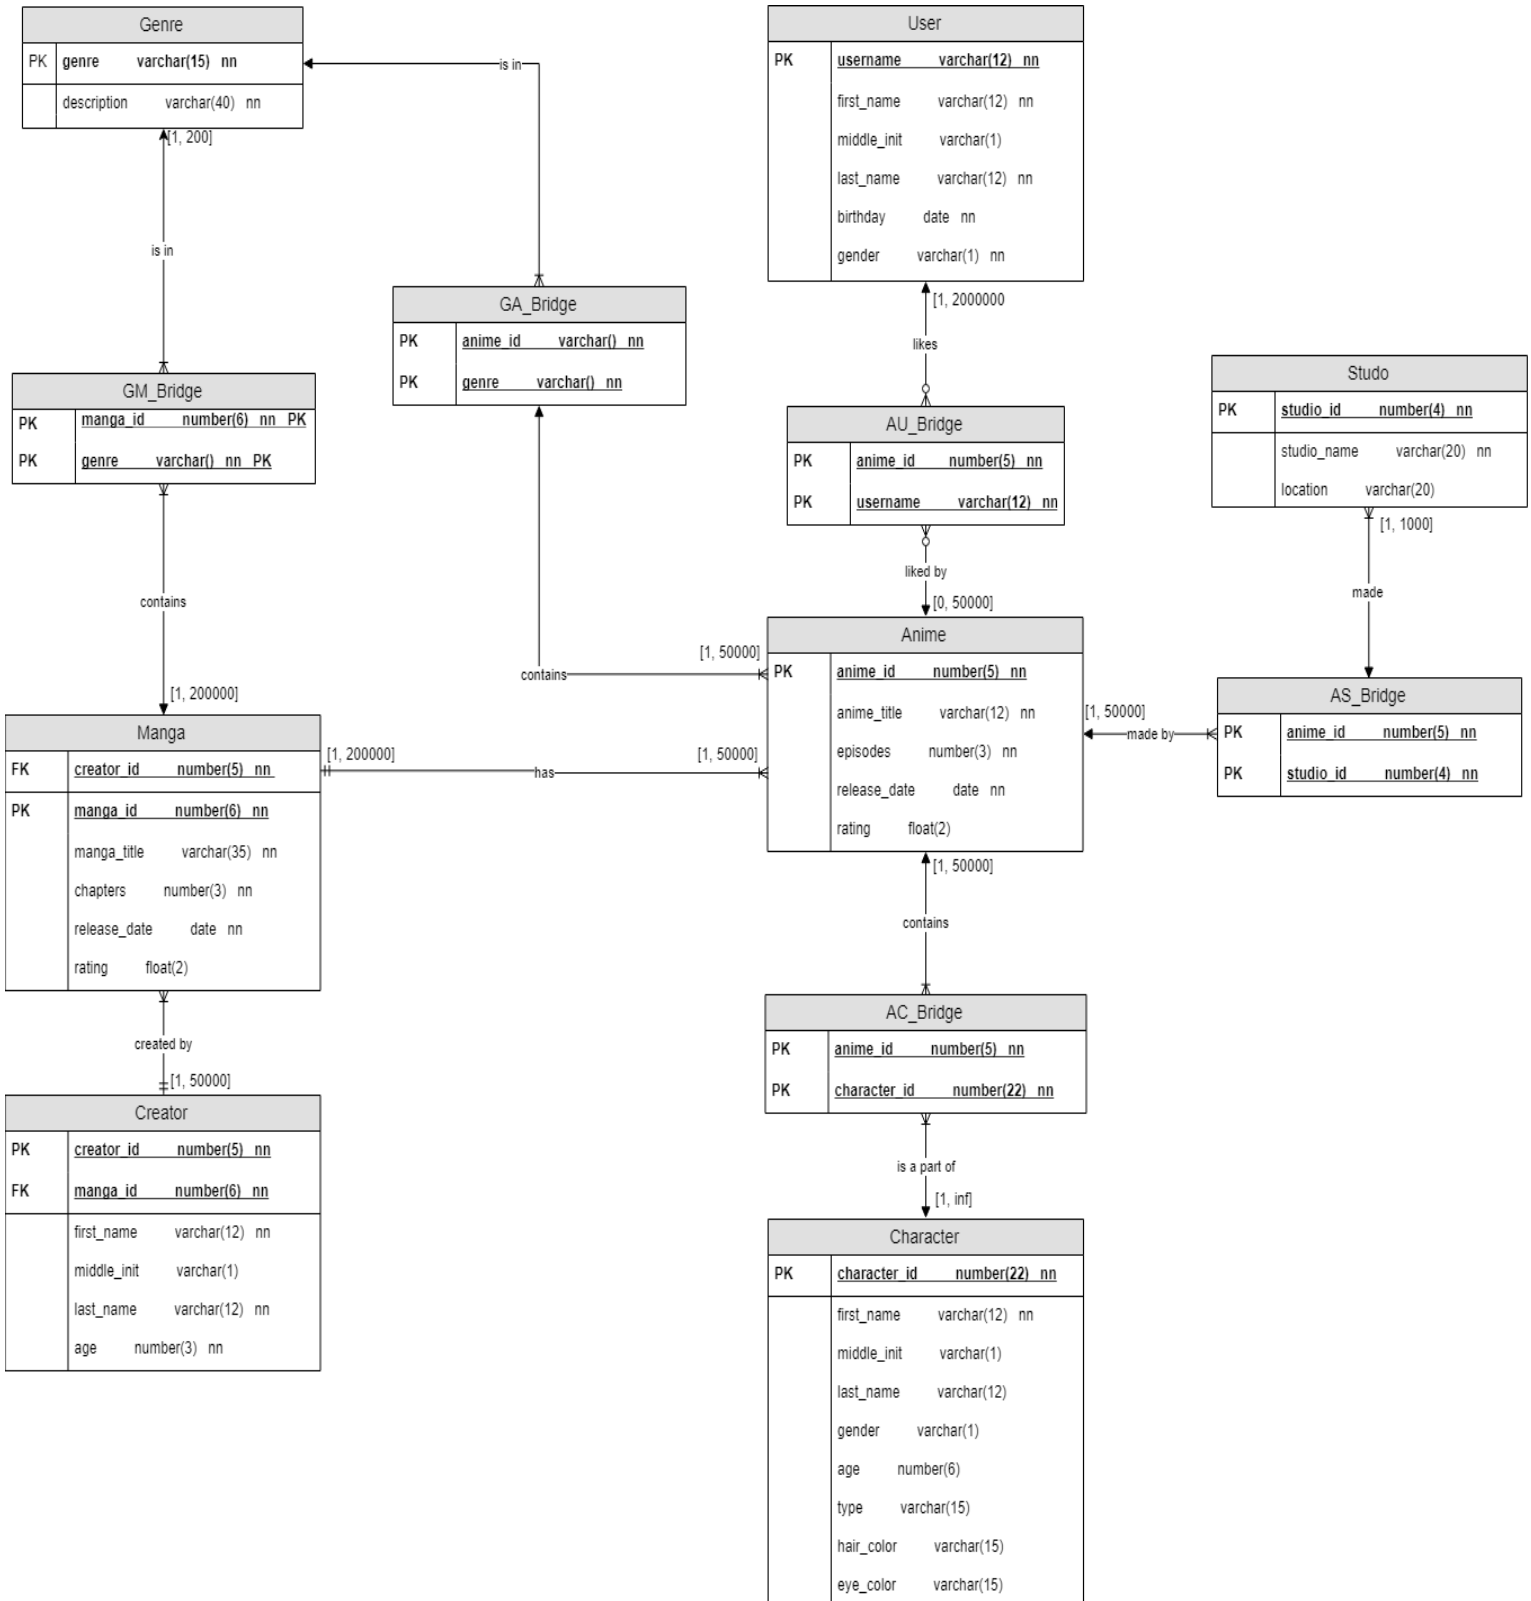 Genre
PK genre varchar(15) nn
description varchar(40) nn
[1, 200]
is in
is in
User
PK username varchar(12) nn
first_name varchar(12) nn
middle_init varchar(1)
last_name varchar(12) nn
birthday date nn
gender varchar(1) nn
[1, 2000000
likes
GA_Bridge
PK anime_id varchar() nn
PK genre varchar() nn
GM_Bridge
PK manga_id number(6) nn PK
PK genre varchar() nn PK
contains
AU_Bridge
PK anime_id number(5) nn
PK username varchar(12) nn
liked by
[0, 50000]
Studo
PK studio_id number(4) nn
studio_name varchar(20) nn
location varchar(20)
[1, 1000]
made
contains
[1, 50000]
Anime
PK anime_id number(5) nn
anime_title varchar(12) nn
episodes number(3) nn
release_date date nn
rating float(2)
[1, 50000]
made by
AS_Bridge
PK anime_id number(5) nn
PK studio_id number(4) nn
[1, 200000]
Manga
FK creator_id number(5) nn
PK manga_id number(6) nn
manga_title varchar(35) nn
chapters number(3) nn
release_date date nn
rating float(2)
[1, 200000]
has
[1, 50000]
created by
[1, 50000]
Creator
PK creator_id number(5) nn
FK manga_id number(6) nn
first_name varchar(12) nn
middle_init varchar(1)
last_name varchar(12) nn
age number(3) nn
[1, 50000]
contains
AC_Bridge
PK anime_id number(5) nn
PK character_id number(22) nn
is a part of
[1, inf]
Character
PK character_id number(22) nn
first_name varchar(12) nn
middle_init varchar(1)
last_name varchar(12)
gender varchar(1)
age number(6)
type varchar(15)
hair_color varchar(15)
eye_color varchar(15)